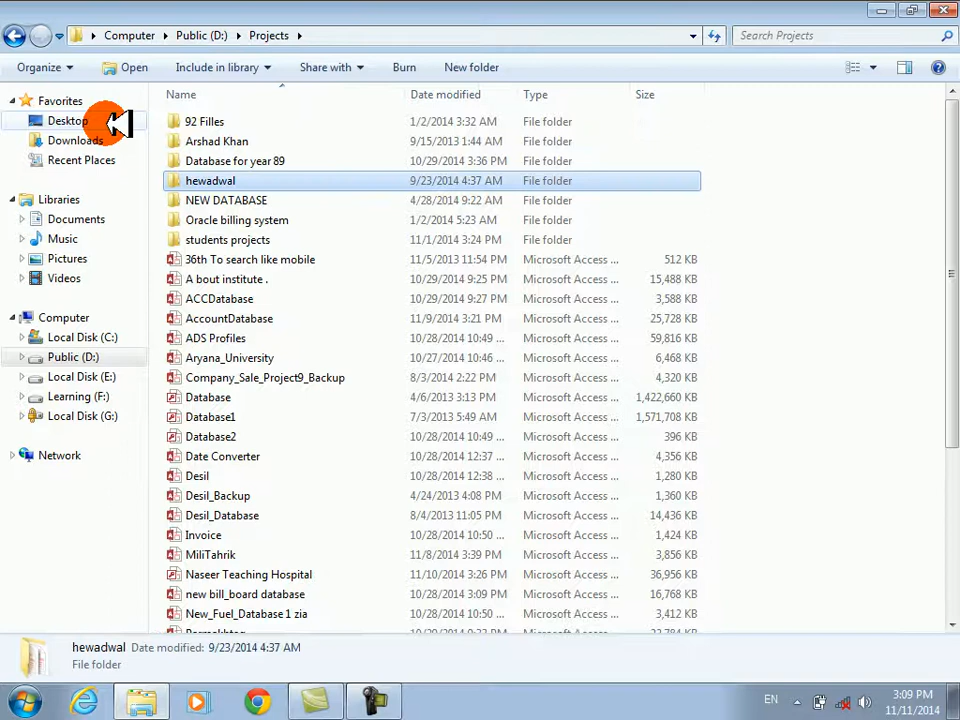 Computer Public (D:) Projects
Search Projects
Organize Open Include in library Share with Burn New folder
Favorites
Desktop
Downloads
Recent Places
Libraries
Documents
Music
Pictures
Videos
Computer
Local Disk (C:)
Public (D:)
Local Disk (E:)
Learning (F:)
Local Disk (G:)
Network
Name Date modified Type Size
92 Filles 1/2/2014 3:32 AM File folder
Arshad Khan 9/15/2013 1:44 AM File folder
Database for year 89 10/29/2014 3:36 PM File folder
hewadwal 9/23/2014 4:37 AM File folder
NEW DATABASE 4/28/2014 9:22 AM File folder
Oracle billing system 1/2/2014 5:23 AM File folder
students projects 11/1/2014 3:24 PM File folder
36th To search like mobile 11/5/2013 11:54 PM Microsoft Access ... 512 KB
A bout institute . 10/29/2014 9:25 PM Microsoft Access ... 15,488 KB
ACCDatabase 10/29/2014 9:27 PM Microsoft Access ... 3,588 KB
AccountDatabase 11/9/2014 3:21 PM Microsoft Access ... 25,728 KB
ADS Profiles 10/28/2014 10:49 ... Microsoft Access ... 59,816 KB
Aryana_University 10/27/2014 10:46 ... Microsoft Access ... 6,468 KB
Company_Sale_Project9_Backup 8/3/2014 2:22 PM Microsoft Access ... 4,320 KB
Database 4/6/2013 3:13 PM Microsoft Access ... 1,422,660 KB
Database1 7/3/2013 5:49 AM Microsoft Access ... 1,571,708 KB
Database2 10/28/2014 10:49 ... Microsoft Access ... 396 KB
Date Converter 10/28/2014 12:37 ... Microsoft Access ... 4,356 KB
Desil 10/28/2014 12:38 ... Microsoft Access ... 1,280 KB
Desil_Backup 4/24/2013 4:08 PM Microsoft Access ... 1,360 KB
Desil_Database 8/4/2013 11:05 PM Microsoft Access ... 14,436 KB
Invoice 10/28/2014 10:50 ... Microsoft Access ... 1,424 KB
MiliTahrik 11/8/2014 3:39 PM Microsoft Access ... 3,856 KB
Naseer Teaching Hospital 11/10/2014 3:26 PM Microsoft Access ... 36,956 KB
new bill_board database 10/28/2014 3:09 PM Microsoft Access ... 16,768 KB
New_Fuel_Database 1 zia 10/28/2014 10:50 ... Microsoft Access ... 3,412 KB
hewadwal Date modified: 9/23/2014 4:37 AM
File folder
EN
3:09 PM
11/11/2014